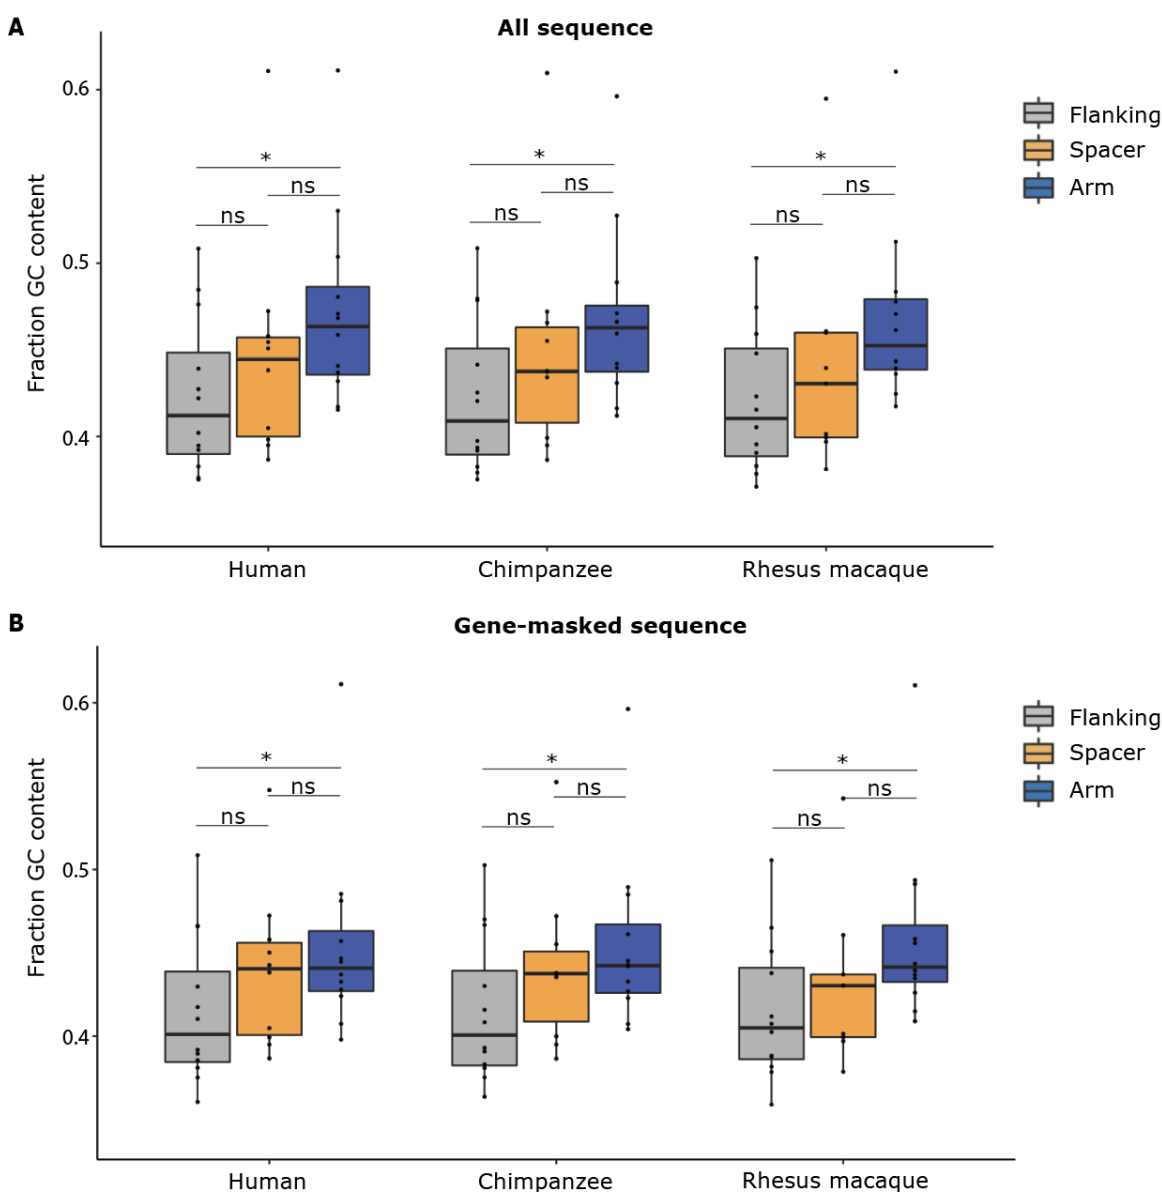 A
All sequence
Fraction GC content
0.6
0.5
0.4
*
ns
ns
*
ns
ns
*
ns
ns
Flanking
Spacer
Arm
Human
Chimpanzee
Rhesus macaque
B
Gene-masked sequence
Fraction GC content
0.6
0.5
0.4
*
ns
ns
*
ns
ns
*
ns
ns
Flanking
Spacer
Arm
Human
Chimpanzee
Rhesus macaque